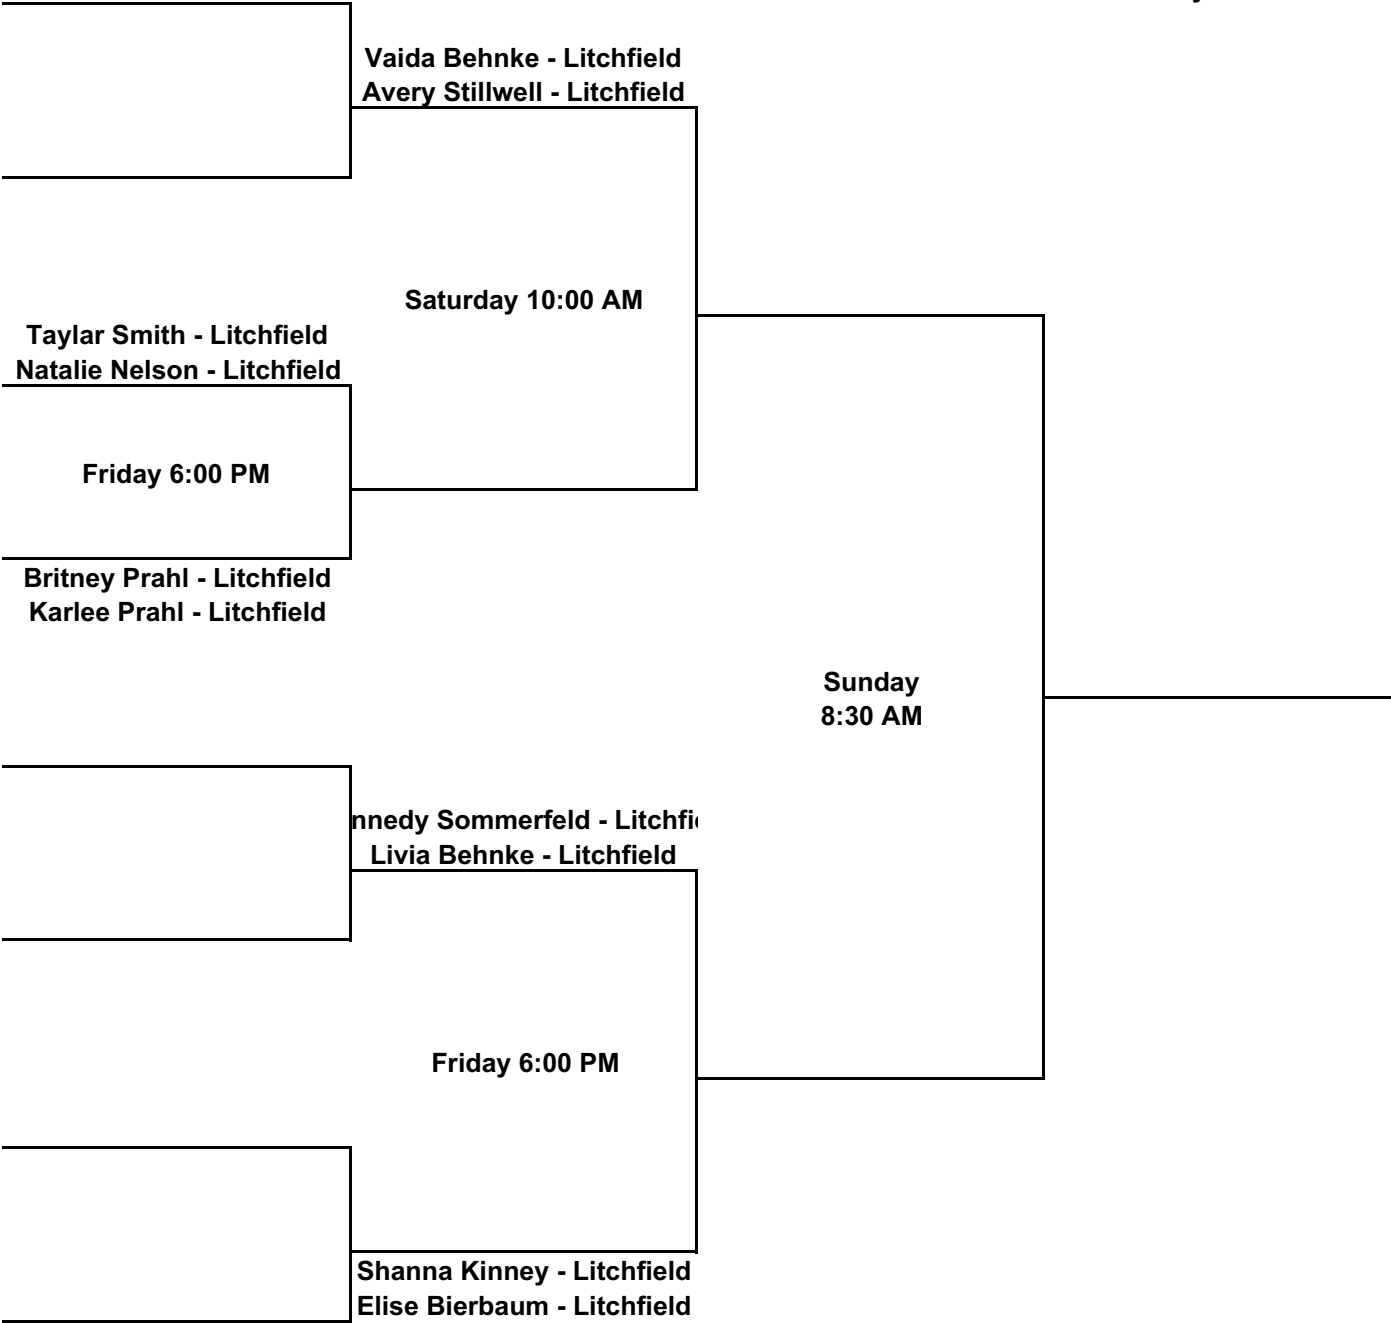 Vaida Behnke - Litchfield
Avery Stillwell - Litchfield
Saturday 10:00 AM
Taylar Smith - Litchfield
Natalie Nelson - Litchfield
Friday 6:00 PM
Britney Prahl - Litchfield
Karlee Prahl - Litchfield
Sunday
8:30 AM
Sommerfeld -
Livia Behnke - Litchfield
Friday 6:00 PM
Shanna Kinney - Litchfield
Elise Bierbaum - Litchfield